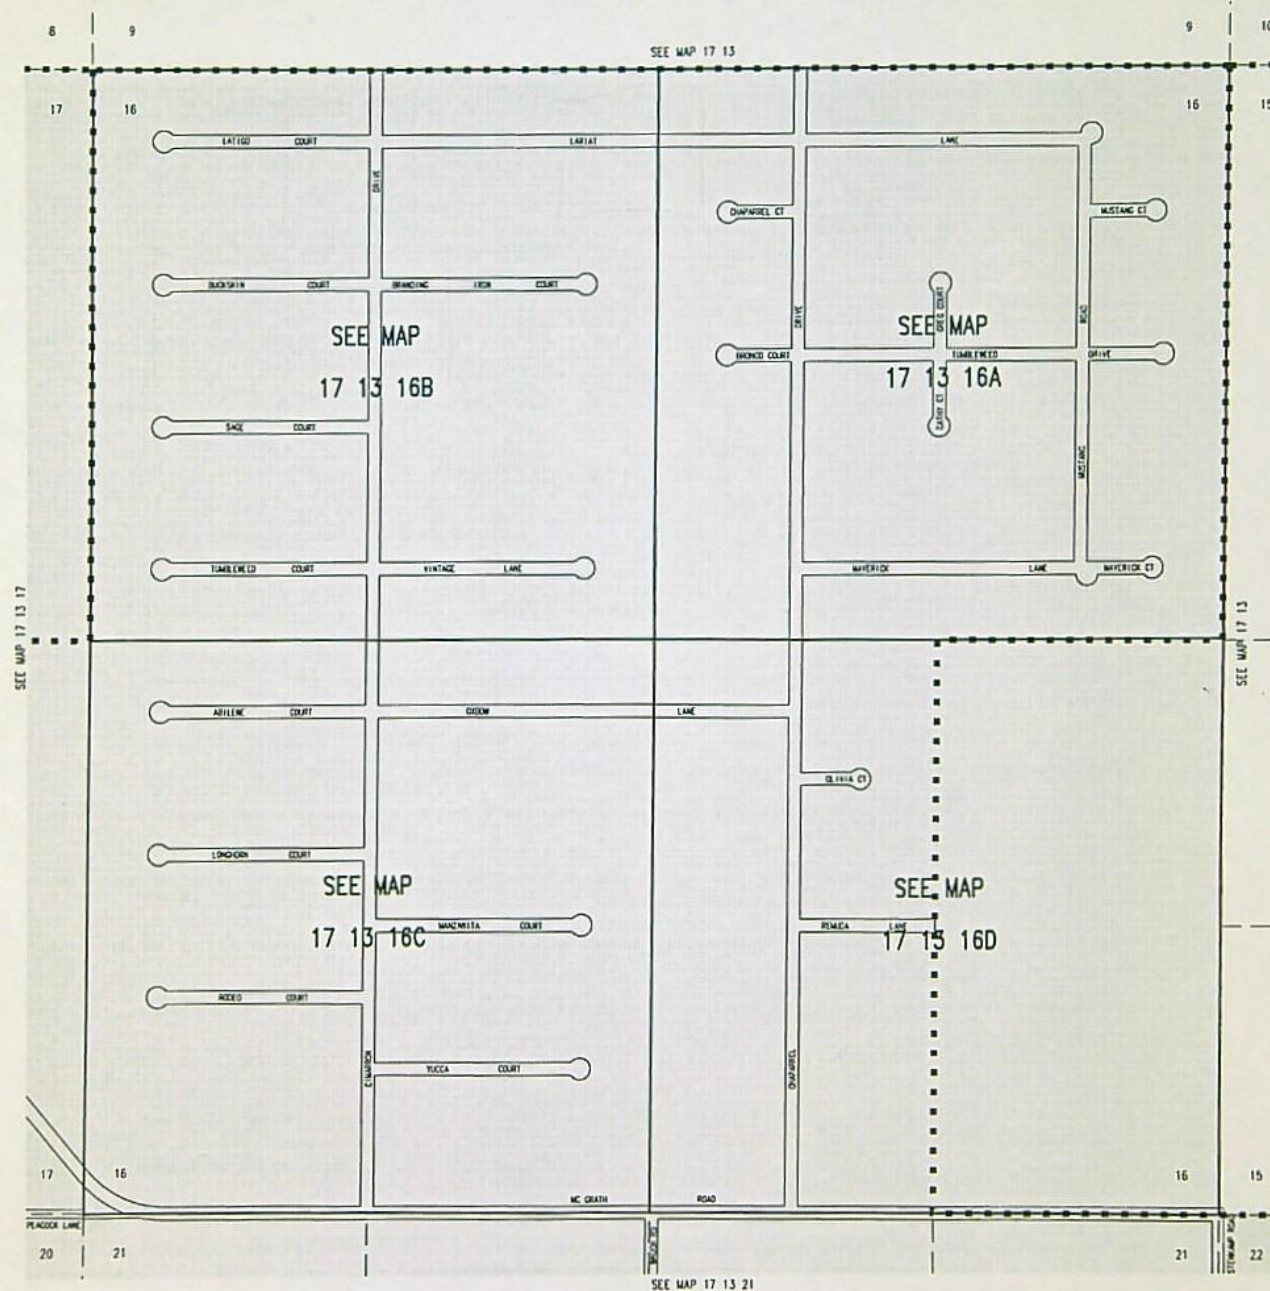 8 9 9 10
SEE MAP 17 13
17 16 16 15
LATIGO COURT LARIAT LANE
DRIVE
CHAPARREL CT MUSTANG CT
BUCKSKIN COURT BRANDING IRON COURT
DRIVE
GREG COURT
ROAD
SEE MAP
17 13 16B
SEE MAP
17 13 16A
BRONCO COURT TUMBLEWEED DRIVE
CATHY CT
SAGE COURT
MUSTANG
TUMBLEWEED COURT VINTAGE LANE MAVERICK LANE MAVERICK CT
SEE MAP 17 13 17
SEE MAP 17 13
ABILENE COURT OXBOW LANE
OLIVIA CT
LONGHORN COURT
SEE MAP
17 13 16C
SEE MAP
17 13 16D
MANZANITA COURT REMUDA LANE
RODEO COURT
CIMARRON
YUCCA COURT
CHAPARREL
17 16 16 15
MC GRATH ROAD
PEACOCK LANE
20 21 21 22
SEE MAP 17 13 21